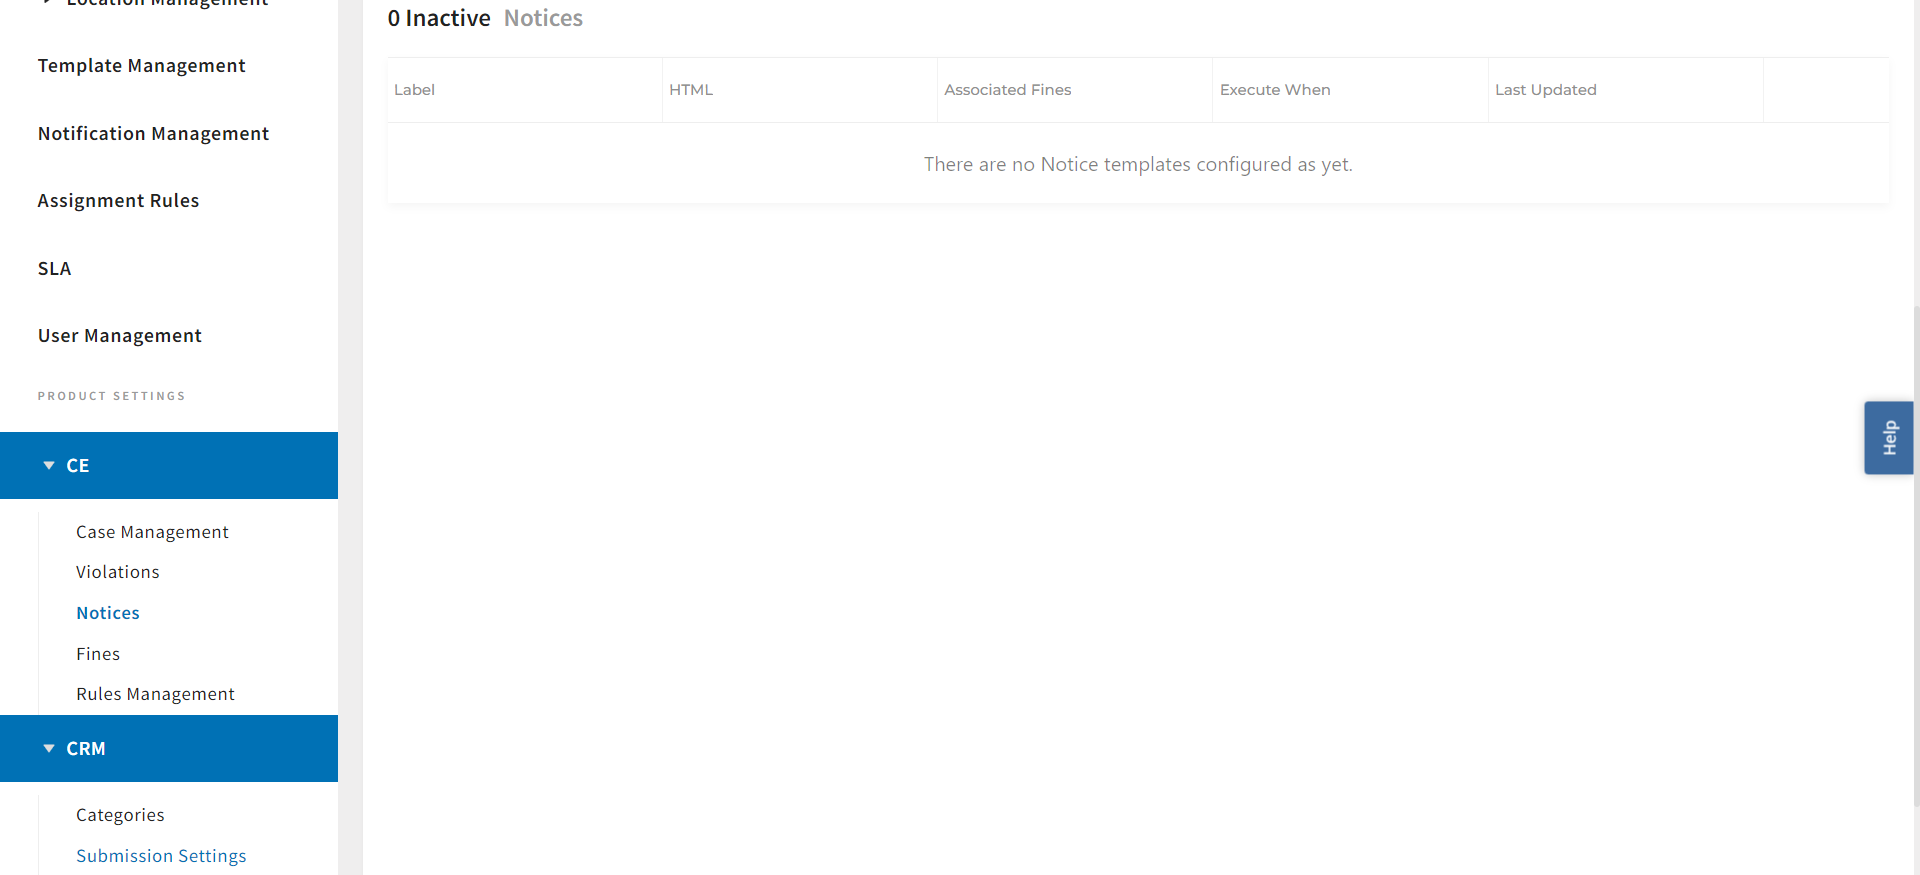 Location Management
Template Management
Notification Management
Assignment Rules
SLA
User Management
PRODUCT SETTINGS
CE
Case Management
Violations
Notices
Fines
Rules Management
CRM
Categories
Submission Settings
0 Inactive Notices
Label HTML Associated Fines Execute When Last Updated
There are no Notice templates configured as yet.
Help